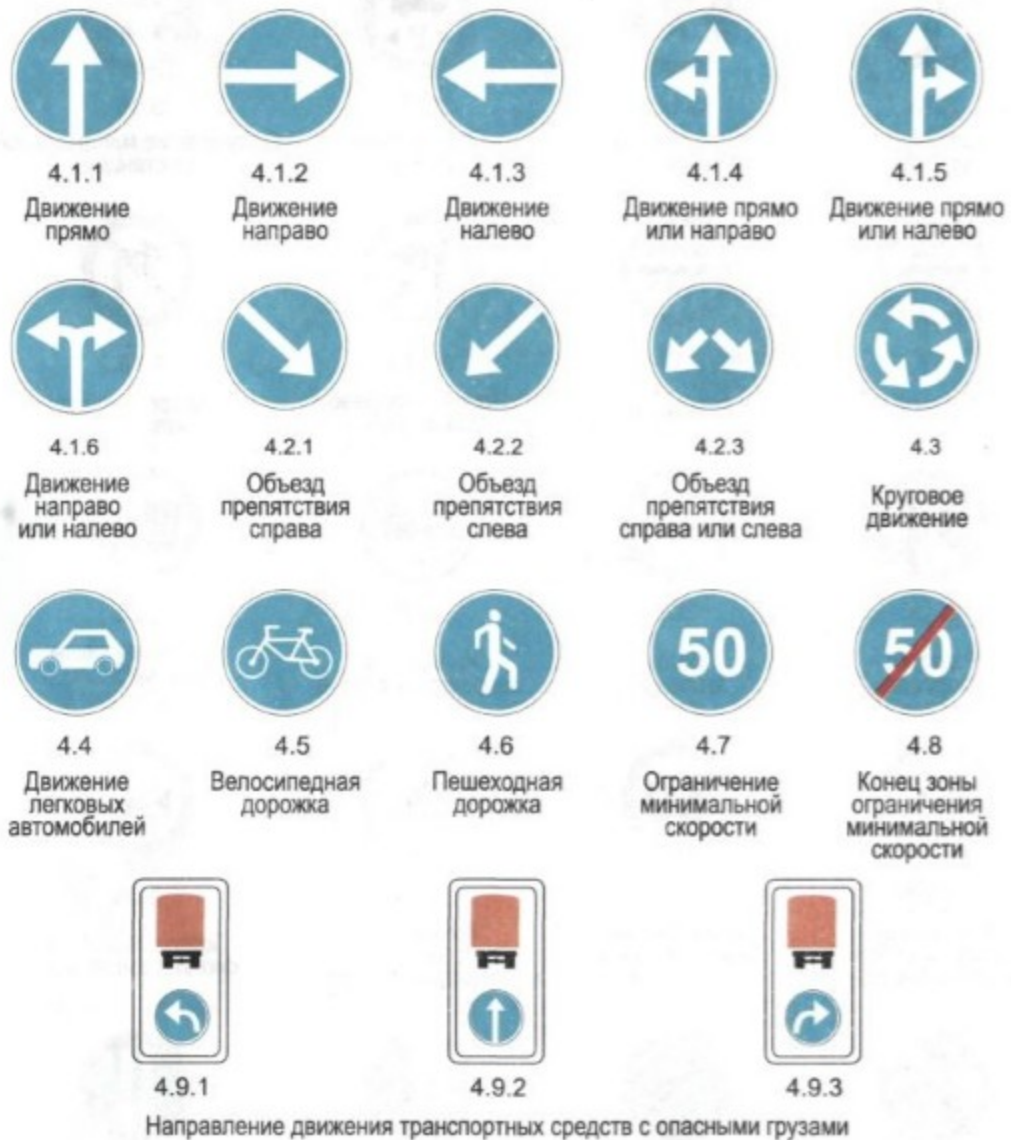 4.1.1 4.1.2 4.1.3 4.1.4 4.1.5
Движение Движение Движение Движение прямо Движение прямо
прямо направо налево или направо или налево
4.1.6 4.2.1 4.2.2 4.2.3 4.3
Движение
направо
или налево
Объезд
препятствия
справа
Объезд
препятствия
слева
Объезд
препятствия
справа или слева
Круговое
движение
50 50
4.4 4.5 4.6 4.7 4.8
Движение
легковых
автомобилей
Велосипедная
дорожка
Пешеходная
дорожка
Ограничение
минимальной
скорости
Конец зоны
ограничения
минимальной
скорости
4.9.1 4.9.2 4.9.3
Направление движения транспортных средств с опасными грузами